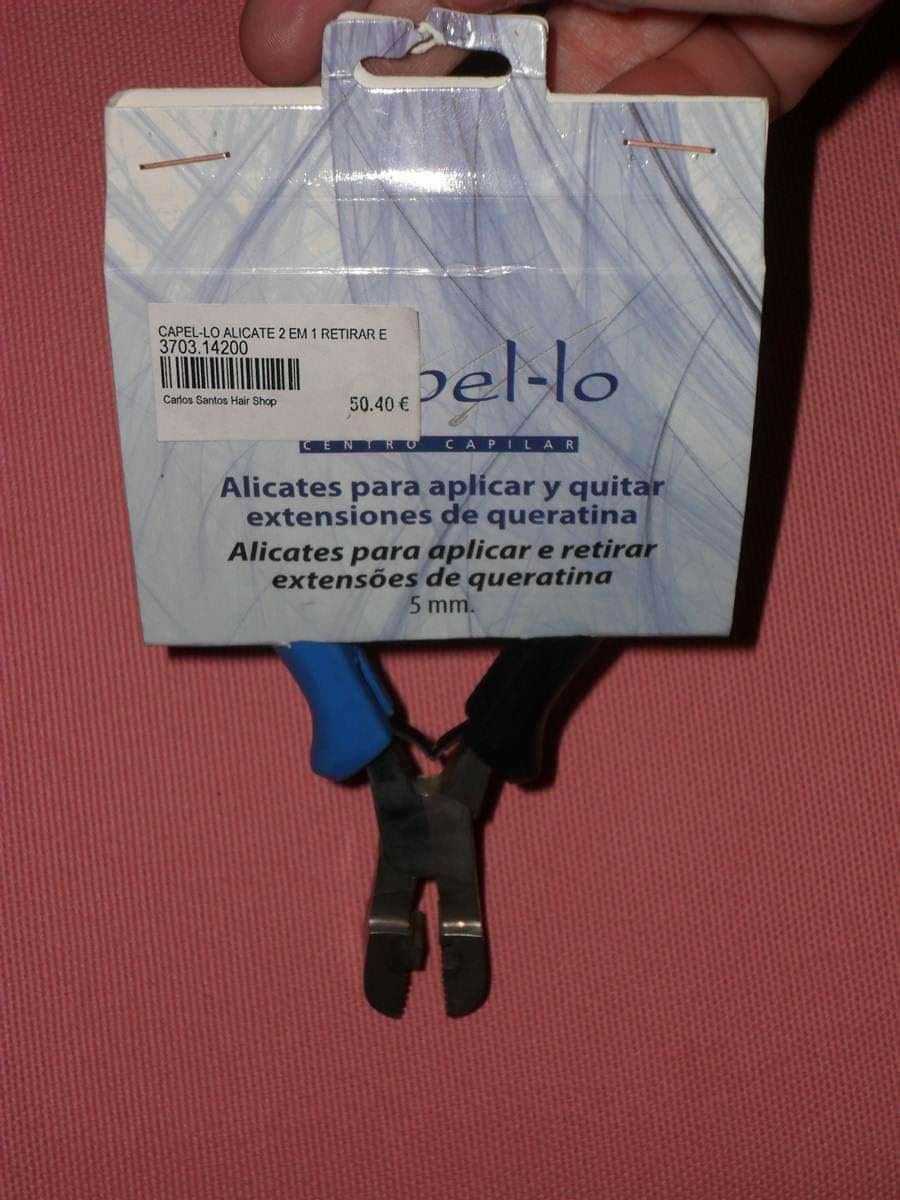 CAPEL-LO ALICATE 2 EM 1 RETIRAR E
3703.14200
Carlos Santos Hair Shop
50.40 €
pel-lo
CENTRO CAPILAR
Alicates para aplicar y quitar
extensiones de queratina
Alicates para aplicar e retirar
extensões de queratina
5 mm.